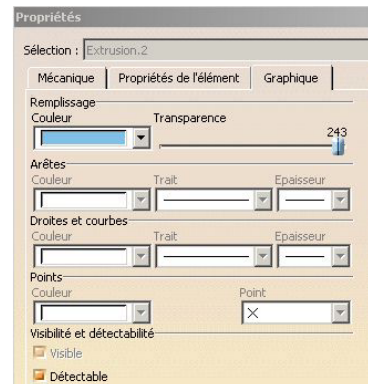 Propriétés
Sélection : Extrusion.2
Mécanique Propriétés de l'élément Graphique
Remplissage
Couleur Transparence
243
Arêtes
Couleur Trait Epaisseur
Droites et courbes
Couleur Trait Epaisseur
Points
Couleur Point
Visibilité et détectabilité
Visible
Détectable